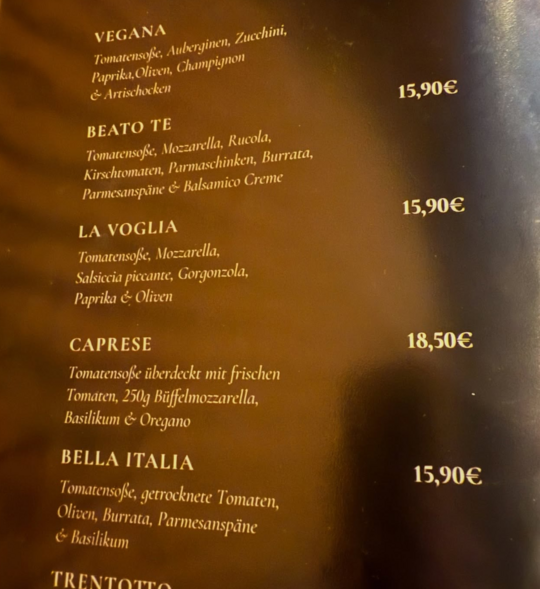 VEGANA
Tomatensoße, Auberginen, Zucchini,
Paprika,Oliven, Champignon
& Artischocken
15,90€
BEATO TE
Tomatensoße, Mozzarella, Rucola,
Kirschtomaten, Parmaschinken, Burrata,
Parmesanspäne & Balsamico Creme
15,90€
LA VOGLIA
Tomatensoße, Mozzarella,
Salsiccia piccante, Gorgonzola,
Paprika & Oliven
CAPRESE
18,50€
Tomatensoße überdeckt mit frischen
Tomaten, 250g Büffelmozzarella,
Basilikum & Oregano
BELLA ITALIA
15,90€
Tomatensoße, getrocknete Tomaten,
Oliven, Burrata, Parmesanspäne
& Basilikum
TRENTOTTO